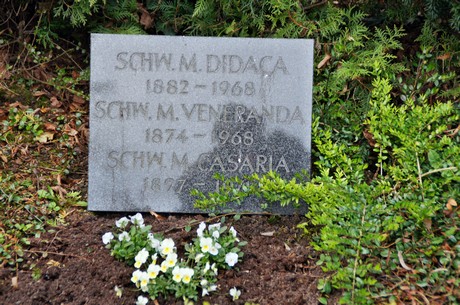 SCHW. M. DIDACA
1882 - 1968
SCHW. M. VENERANDA
1874 - 1968
SCHW. M. CASARIA